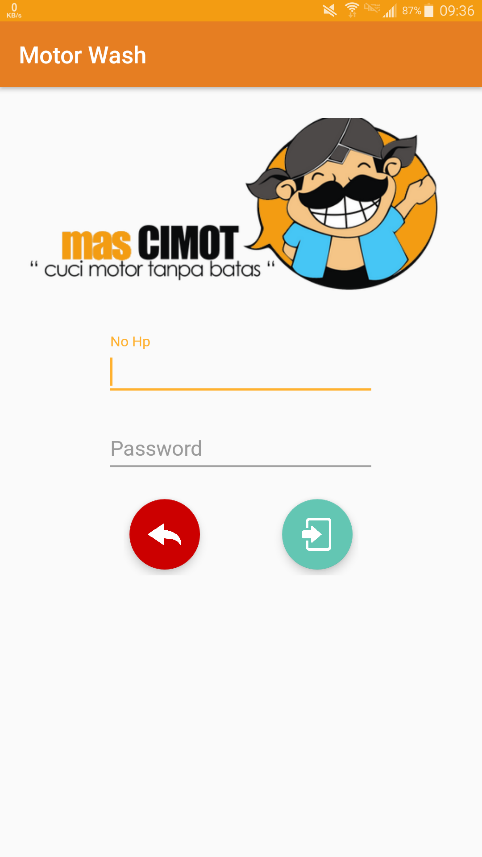 0
KB/s
87%
09:36
Motor Wash
mas CIMOT
“ cuci motor tanpa batas “
No Hp
Password